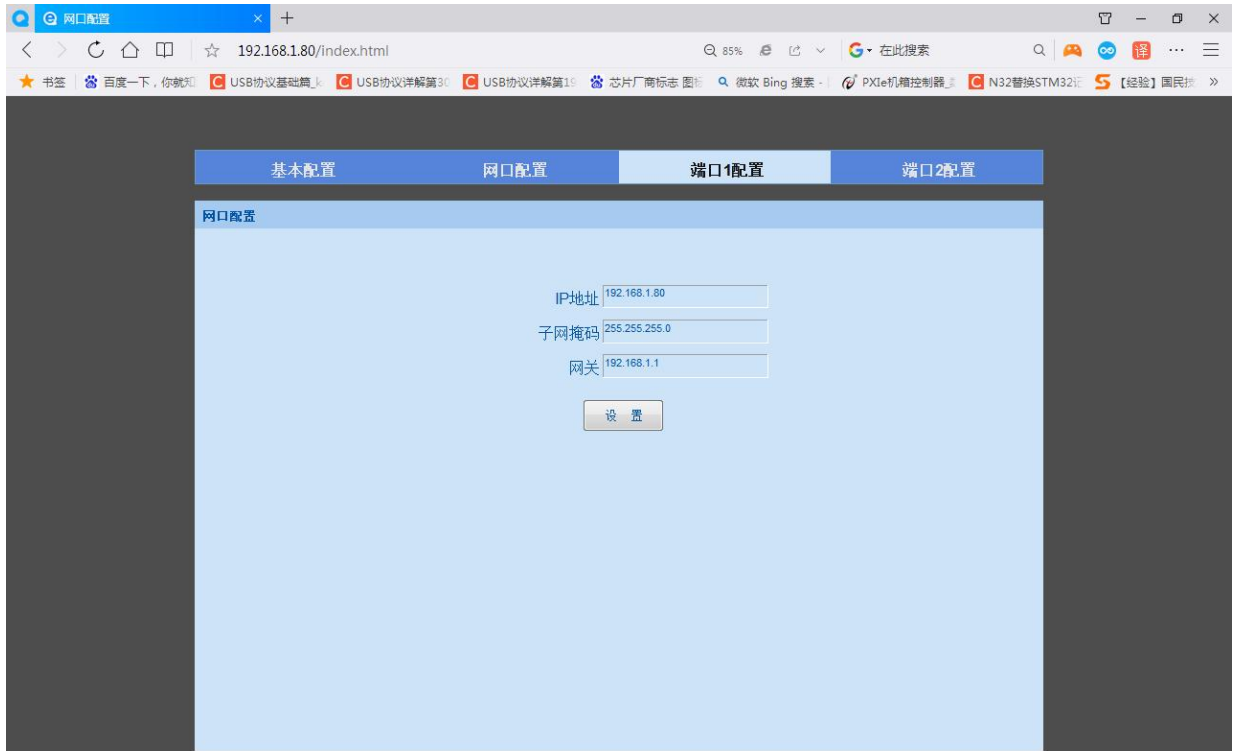 网口配置
192.168.1.80/index.html 85% 在此搜索 译
书签 百度一下，你就知 USB协议基础篇 USB协议详解第30 USB协议详解第19 芯片厂商标志 图标 微软 Bing 搜索 - PXIe机箱控制器 N32替换STM32记 【经验】国民技
基本配置 网口配置 端口1配置 端口2配置
网口配置
IP地址 192.168.1.80
子网掩码 255.255.255.0
网关 192.168.1.1
设 置